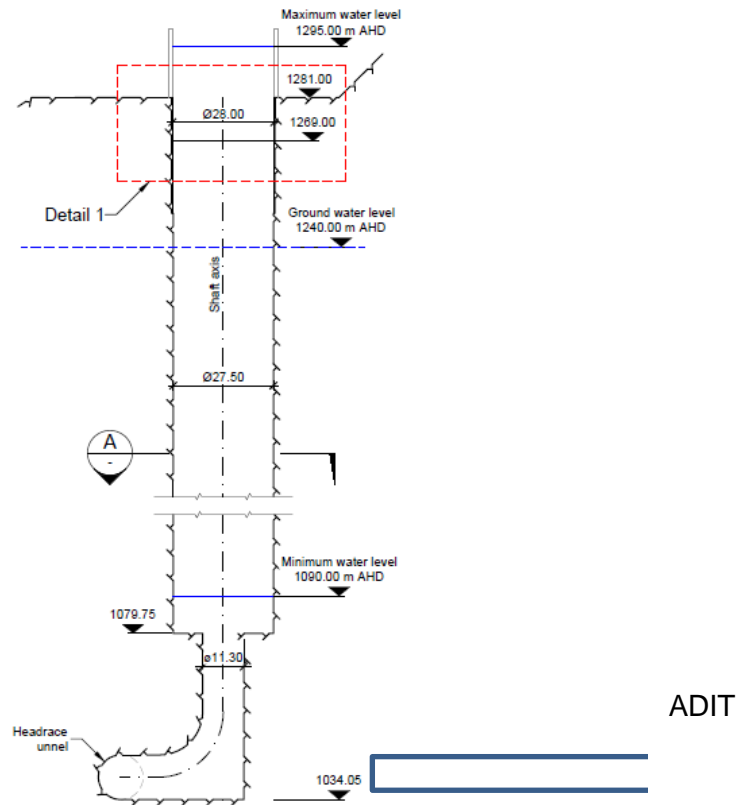 Maximum water level
1295.00 m AHD
1281.00
Ø28.00
1269.00
Detail 1
Ground water level
1240.00 m AHD
Shaft axis
Ø27.50
A
-
Minimum water level
1090.00 m AHD
1079.75
ø11.30
ADIT
Headrace
unnel
1034.05